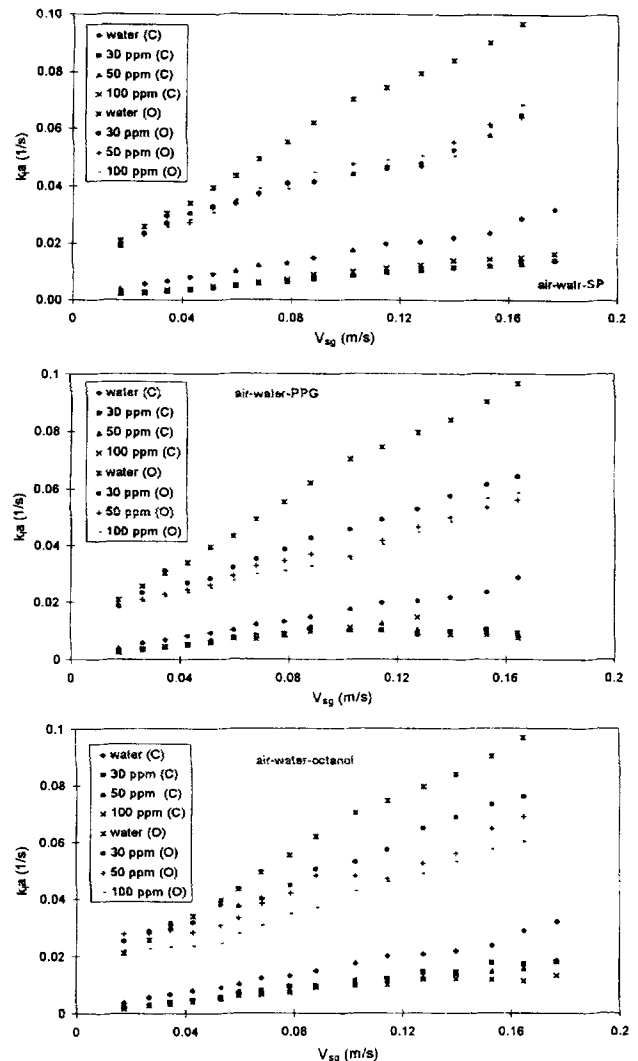 0.10
0.08
0.06
0.04
0.02
0.00
kₗa (1/s)
◆ water (C)
■ 30 ppm (C)
▲ 50 ppm (C)
× 100 ppm (C)
ж water (O)
● 30 ppm (O)
+ 50 ppm (O)
- 100 ppm (O)
air-watr-SP
0
0.04
0.08
0.12
0.16
0.2
Vsg (m/s)
0.1
0.08
0.06
0.04
0.02
0
kₗa (1/s)
air-water-PPG
◆ water (C)
■ 30 ppm (C)
▲ 50 ppm (C)
× 100 ppm (C)
ж water (O)
● 30 ppm (O)
+ 50 ppm (O)
- 100 ppm (O)
0
0.04
0.08
0.12
0.16
0.2
Vsg (m/s)
0.1
0.08
0.06
0.04
0.02
0
kₗa (1/s)
air-water-octanol
◆ water (C)
■ 30 ppm (C)
▲ 50 ppm (C)
× 100 ppm (C)
ж water (O)
● 30 ppm (O)
+ 50 ppm (O)
- 100 ppm (O)
0
0.04
0.08
0.12
0.16
0.2
Vsg (m/s)